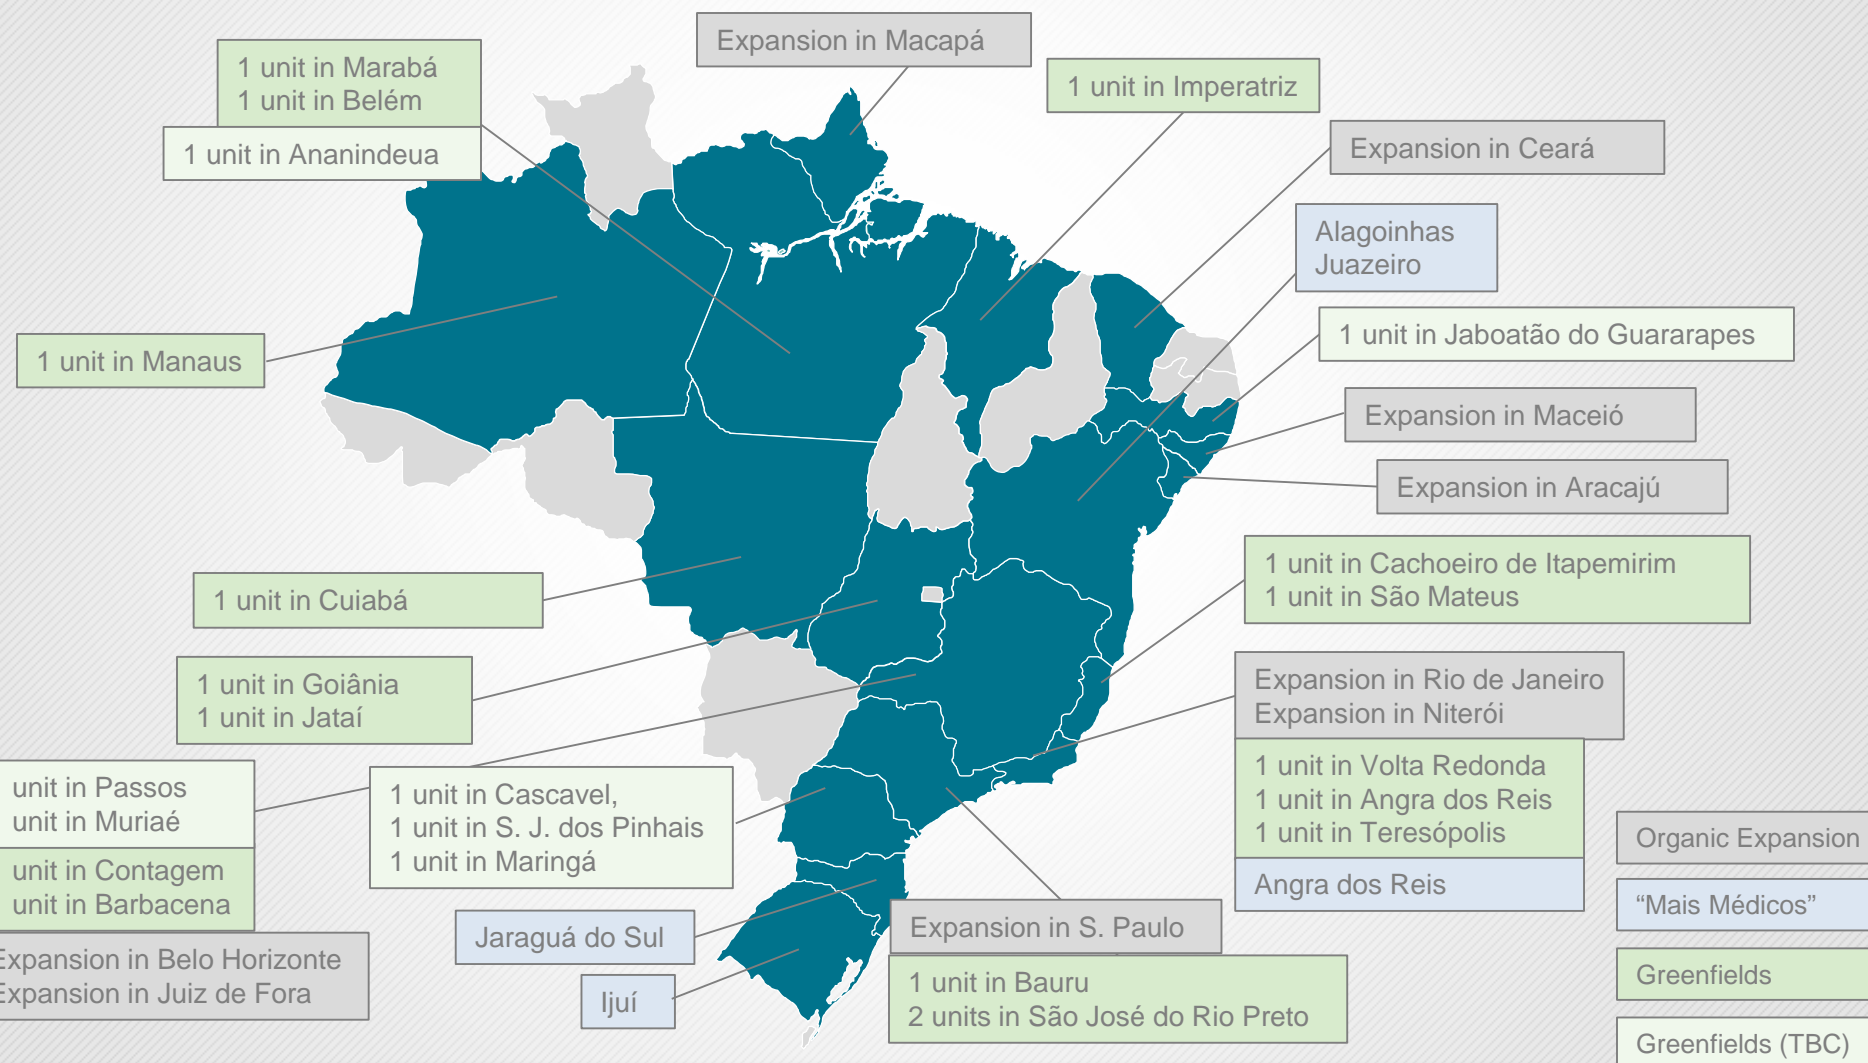 Expansion in Macapá
1 unit in Marabá
1 unit in Belém
1 unit in Imperatriz
1 unit in Ananindeua
Expansion in Ceará
Alagoinhas
Juazeiro
1 unit in Manaus
1 unit in Jaboatão do Guararapes
Expansion in Maceió
Expansion in Aracajú
1 unit in Cachoeiro de Itapemirim
1 unit in São Mateus
1 unit in Cuiabá
1 unit in Goiânia
1 unit in Jataí
Expansion in Rio de Janeiro
Expansion in Niterói
1 unit in Volta Redonda
1 unit in Angra dos Reis
1 unit in Teresópolis
Angra dos Reis
unit in Passos
unit in Muriaé
unit in Contagem
unit in Barbacena
Expansion in Belo Horizonte
Expansion in Juiz de Fora
1 unit in Cascavel,
1 unit in S. J. dos Pinhais
1 unit in Maringá
Jaraguá do Sul
Ijuí
Expansion in S. Paulo
1 unit in Bauru
2 units in São José do Rio Preto
Organic Expansion
“Mais Médicos”
Greenfields
Greenfields (TBC)